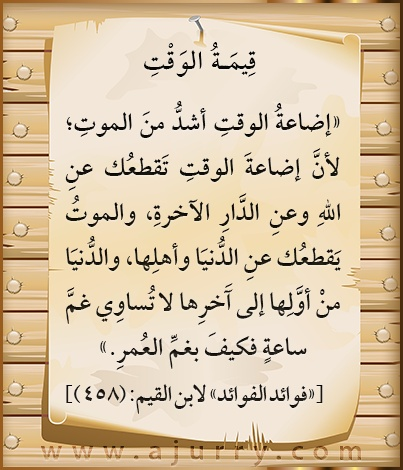 قِيمَـةُ الوَقْتِ
«إضاعةُ الوقتِ أشدُّ منَ الموتِ؛
لأنَّ إضاعةَ الوقتِ تَقطعُك عنِ
اللهِ وعنِ الدَّارِ الآخرةِ، والموتُ
يَقطعُك عنِ الدُّنيَا وأهلِها، والدُّنيَا
منْ أوَّلِها إلى آَخرِها لا تُساوِي غمَّ
ساعةٍ فكيفَ بغمِّ العُمرِ.»
[«فوائد الفوائد» لابن القيم: (٤٥٨)]
www.ajurry.com